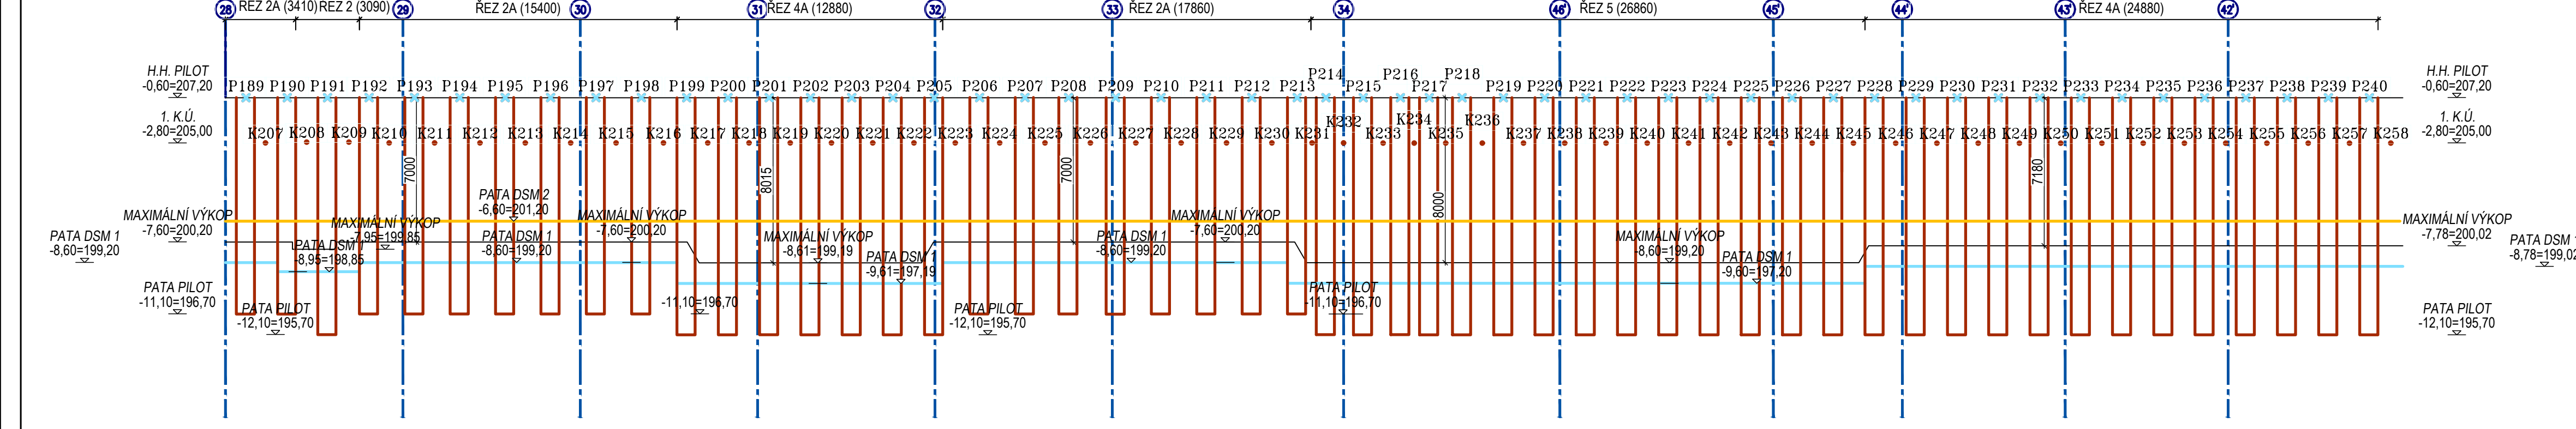 28 ŘEZ 2A (3410) ŘEZ 2 (3090) 29 ŘEZ 2A (15400) 30 31 ŘEZ 4A (12880) 32 33 ŘEZ 2A (17860) 34 46' ŘEZ 5 (26860) 45' 44' 43' ŘEZ 4A (24880) 42'
H.H. PILOT
-0,60=207,20
P189 P190 P191 P192 P193 P194 P195 P196 P197 P198 P199 P200 P201 P202 P203 P204 P205 P206 P207 P208 P209 P210 P211 P212 P213 P214 P215 P216 P217 P218 P219 P220 P221 P222 P223 P224 P225 P226 P227 P228 P229 P230 P231 P232 P233 P234 P235 P236 P237 P238 P239 P240
H.H. PILOT
-0,60=207,20
1. K.Ú.
-2,80=205,00
K207 K208 K209 K210 K211 K212 K213 K214 K215 K216 K217 K218 K219 K220 K221 K222 K223 K224 K225 K226 K227 K228 K229 K230 K231 K232 K233 K234 K235 K236 K237 K238 K239 K240 K241 K242 K243 K244 K245 K246 K247 K248 K249 K250 K251 K252 K253 K254 K255 K256 K257 K258
1. K.Ú.
-2,80=205,00
7000
8015
7000
8000
7180
PATA DSM 2
-6,60=201,20
MAXIMÁLNÍ VÝKOP
-7,60=200,20
MAXIMÁLNÍ VÝKOP
-7,95=199,85
MAXIMÁLNÍ VÝKOP
-7,60=200,20
MAXIMÁLNÍ VÝKOP
-7,60=200,20
MAXIMÁLNÍ VÝKOP
-7,78=200,02
PATA DSM 1
-8,60=199,20
PATA DSM 1
-8,95=198,85
PATA DSM 1
-8,60=199,20
MAXIMÁLNÍ VÝKOP
-8,61=199,19
PATA DSM 1
-9,61=197,19
PATA DSM 1
-8,60=199,20
MAXIMÁLNÍ VÝKOP
-8,60=199,20
PATA DSM 1
-9,60=197,20
PATA DSM 1
-8,78=199,02
PATA PILOT
-11,10=196,70
PATA PILOT
-12,10=195,70
-11,10=196,70
PATA PILOT
-12,10=195,70
PATA PILOT
-11,10=196,70
PATA PILOT
-12,10=195,70